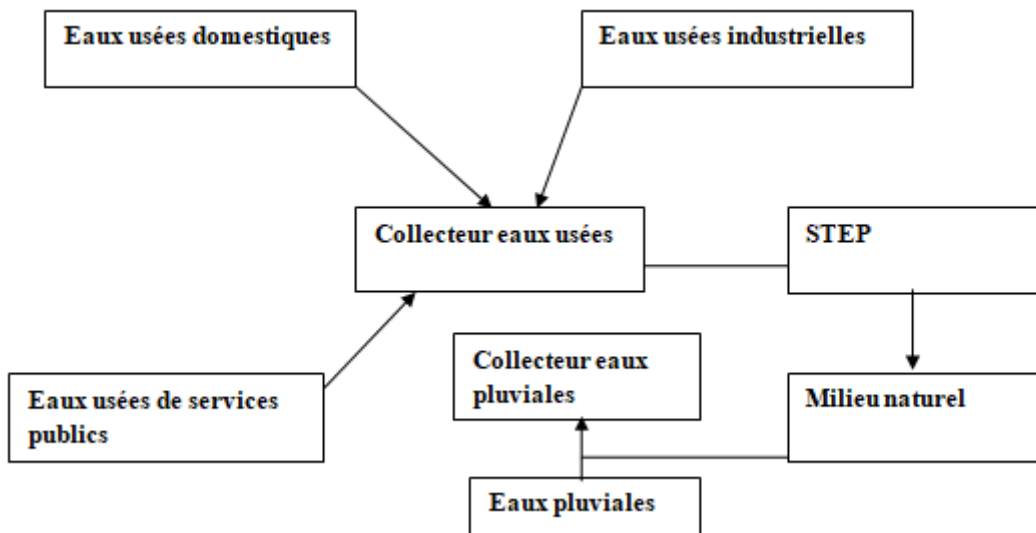 Eaux usées domestiques
Eaux usées industrielles
Collecteur eaux usées
STEP
Collecteur eaux
pluviales
Eaux usées de services
publics
Milieu naturel
Eaux pluviales